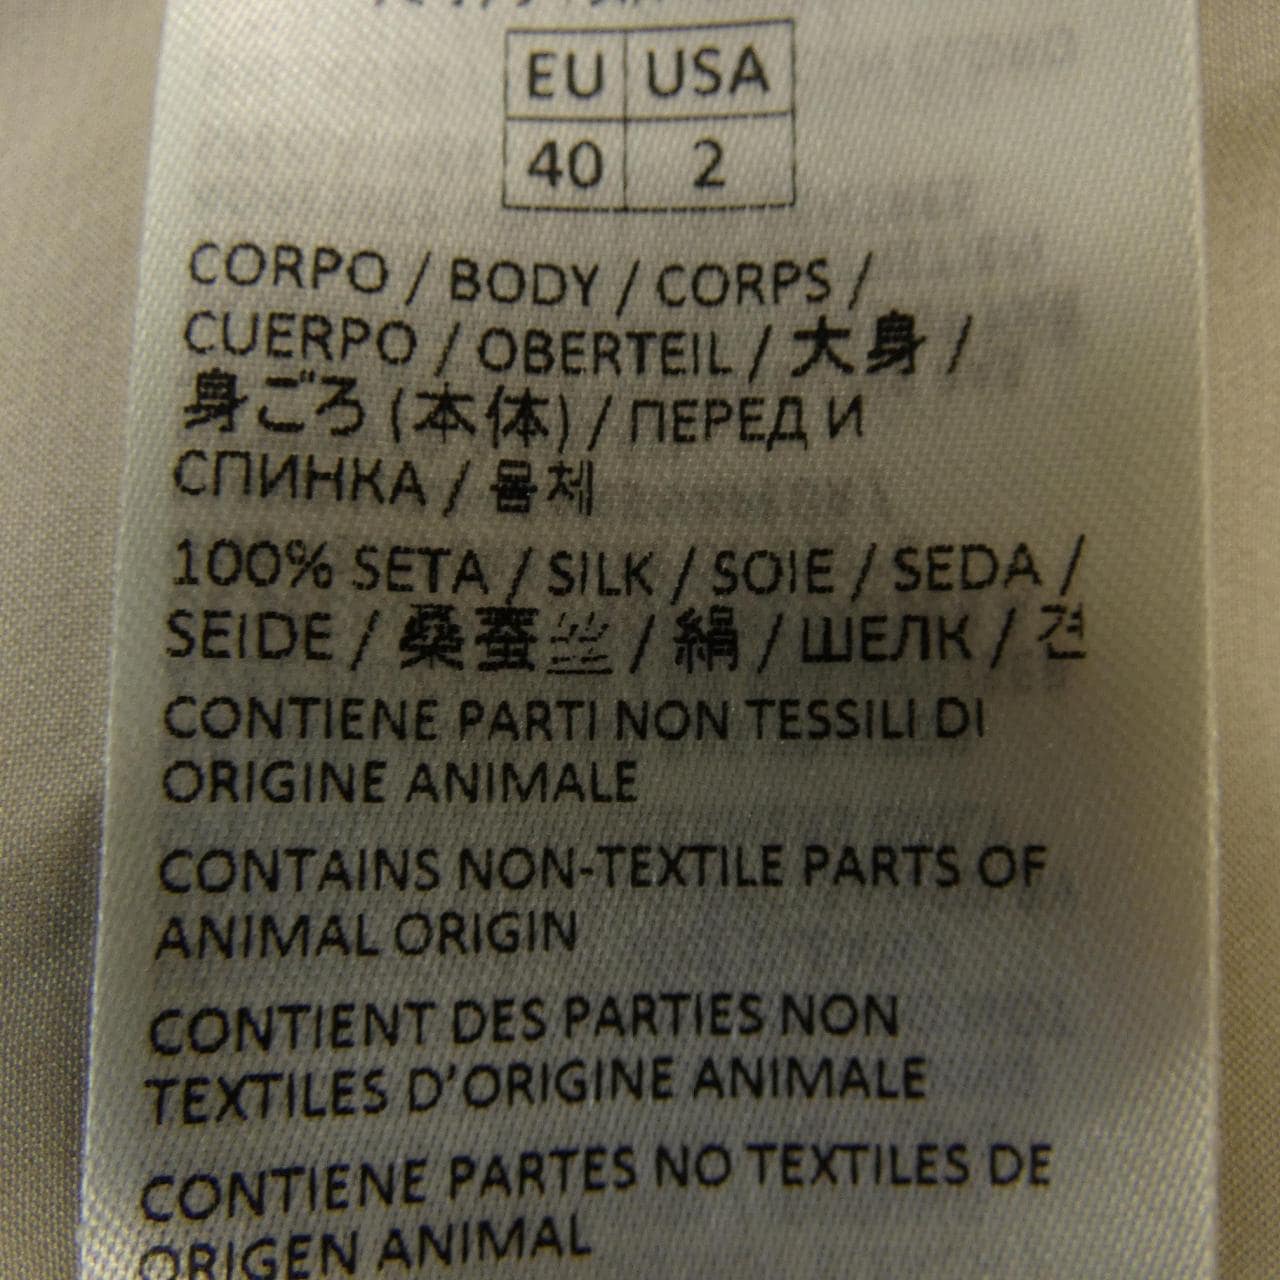 EU USA
40 2
CORPO / BODY / CORPS /
CUERPO / OBERTEIL / 大身 /
身ごろ (本体) / ПЕРЕД И
СПИНКА / 몸체
100% SETA / SILK / SOIE / SEDA /
SEIDE / 桑蚕丝 / 絹 / ШЕЛК / 견
CONTIENE PARTI NON TESSILI DI
ORIGINE ANIMALE
CONTAINS NON-TEXTILE PARTS OF
ANIMAL ORIGIN
CONTIENT DES PARTIES NON
TEXTILES D'ORIGINE ANIMALE
CONTIENE PARTES NO TEXTILES DE
ORIGEN ANIMAL